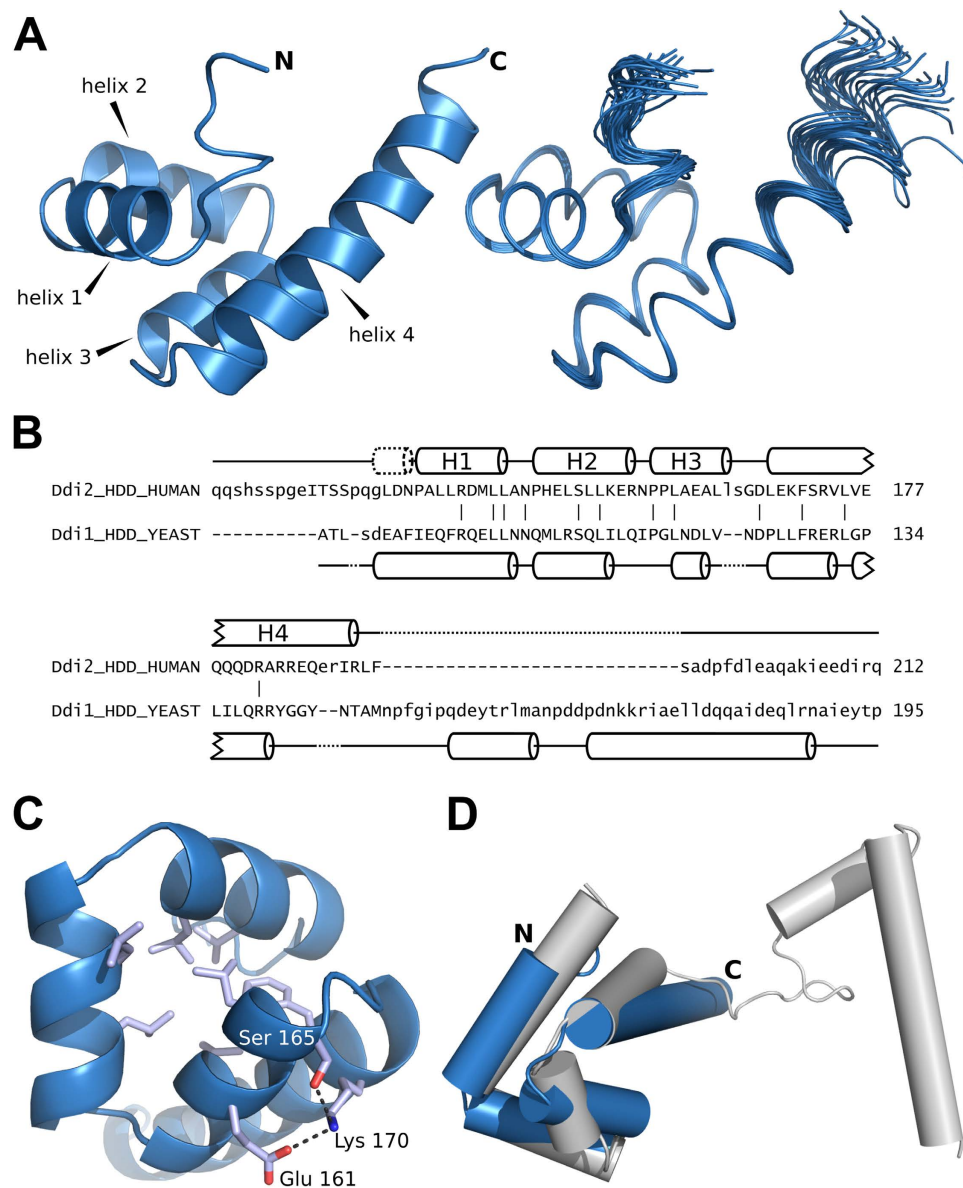 A
N
C
helix 2
helix 1
helix 3
helix 4
B
H1 H2 H3
Ddi2_HDD_HUMAN qqshsspgeITSSpqgLDNPALLRDMLLANPHELSLLKERNPPLAEALlsGDLEKFSRVLVE 177
Ddi1_HDD_YEAST ----------ATL-sdEAFIEQFRQELLNNQMLRSQLILQIPGLNDLV--NDPLLFRERLGP 134
H4
Ddi2_HDD_HUMAN QQQDRARREQerIRLF----------------------------sadpfdleaqakieedirq 212
Ddi1_HDD_YEAST LILQRRYGGY--NTAMnpfgipqdeytrlmanpddpdnkkriaelldqqaideqlrnaieytp 195
C
D
Ser 165
Lys 170
Glu 161
N
C